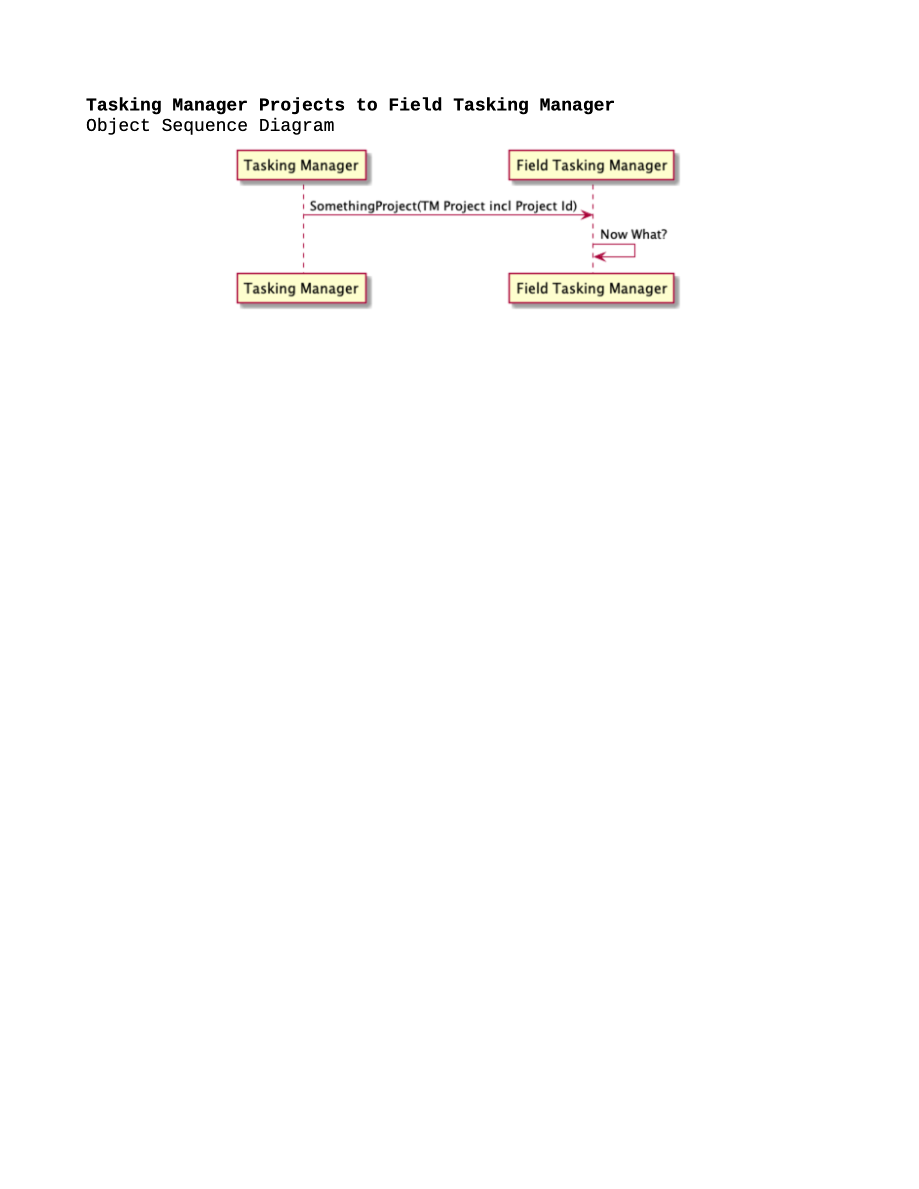 Tasking Manager Projects to Field Tasking Manager
Object Sequence Diagram
Tasking Manager
Field Tasking Manager
SomethingProject(TM Project incl Project Id)
Now What?
Tasking Manager
Field Tasking Manager